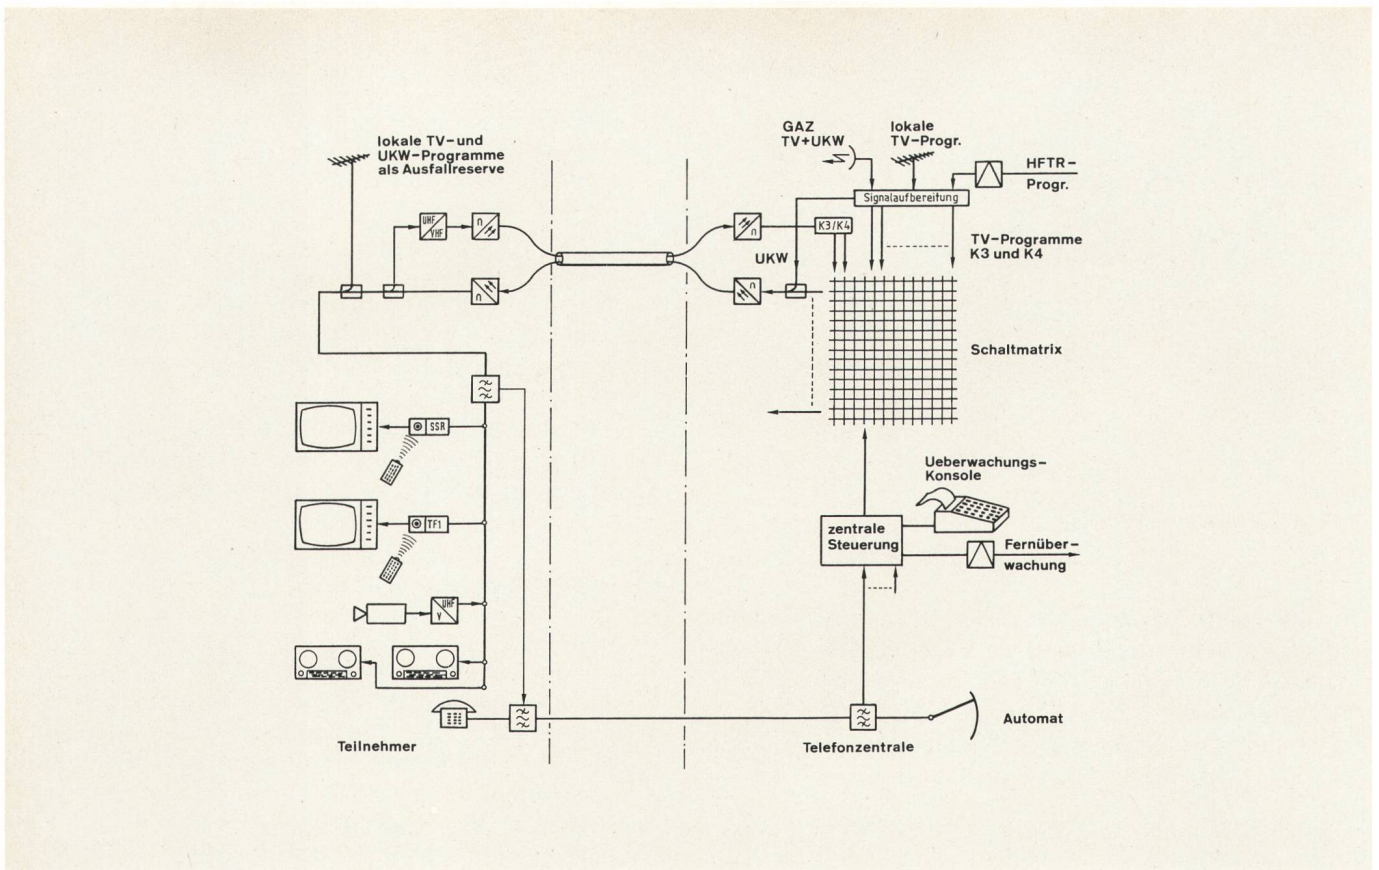 lokale TV-und
UKW-Programme
als Ausfallreserve
GAZ
TV+UKW
lokale
TV-Progr.
HFTR-
Progr.
Signalaufbereitung
UHF
VHF
n
n
K3/K4
TV-Programme
K3 und K4
UKW
n
n
Schaltmatrix
SSR
TF1
UHF
V
Ueberwachungs-
Konsole
zentrale
Steuerung
Fernüber-
wachung
Automat
Teilnehmer
Telefonzentrale